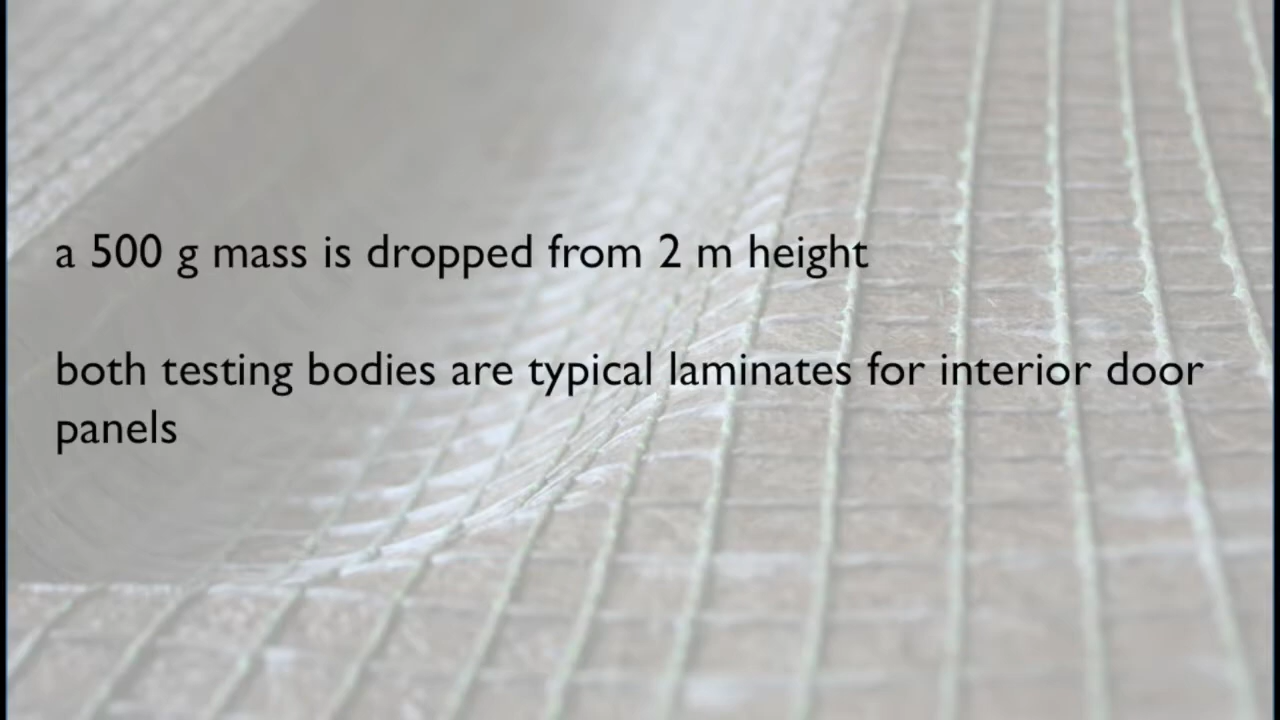 a 500 g mass is dropped from 2 m height
both testing bodies are typical laminates for interior door
panels